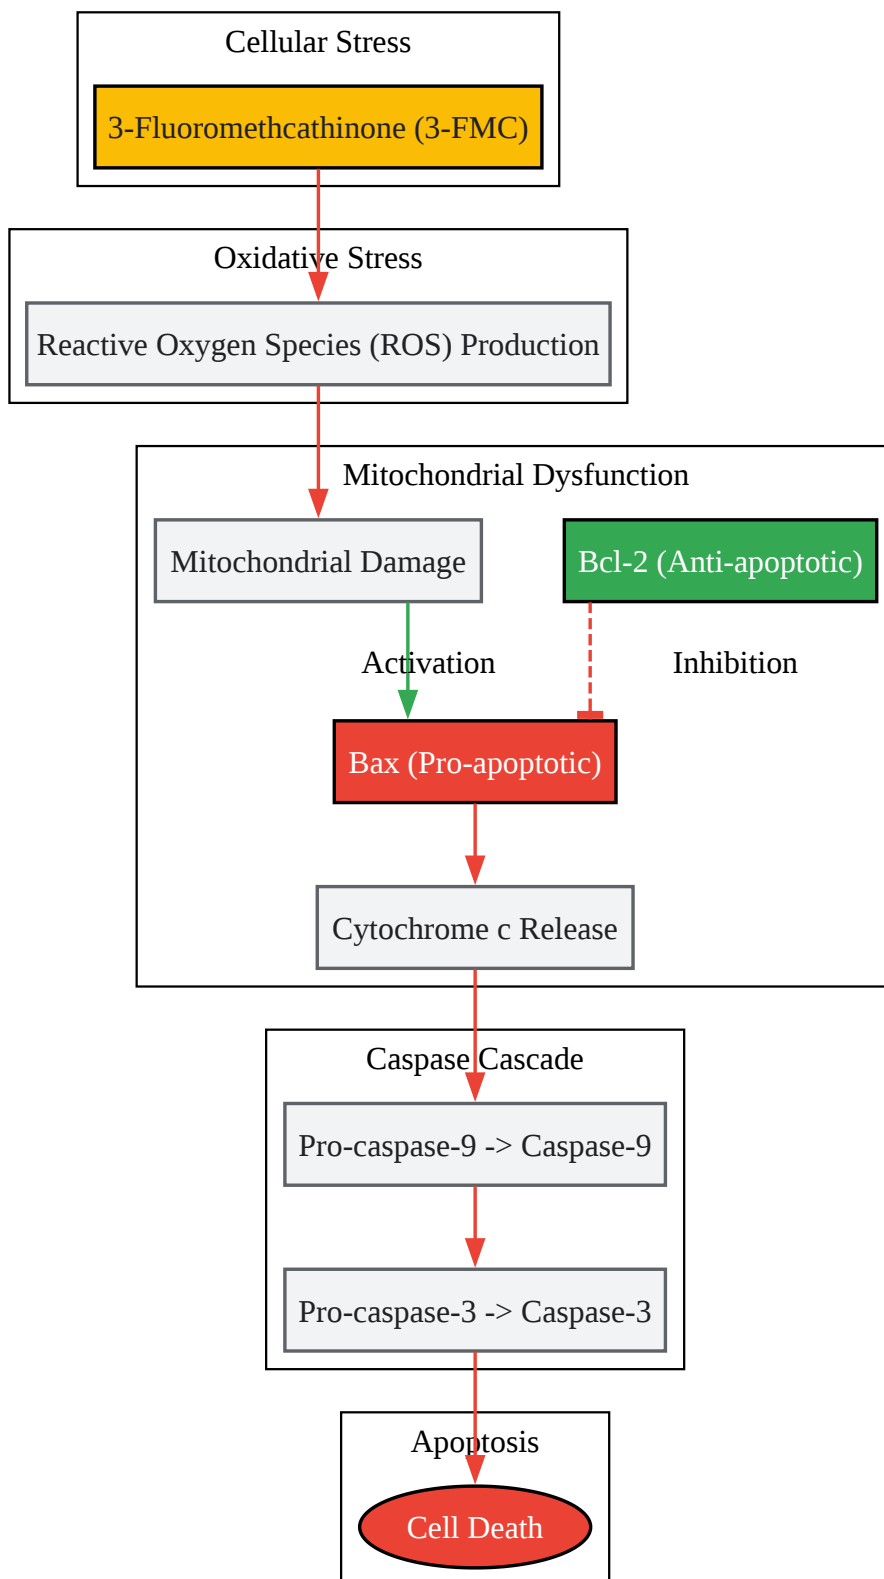 Cellular Stress
3-Fluoromethcathinone (3-FMC)
Oxidative Stress
Reactive Oxygen Species (ROS) Production
Mitochondrial Dysfunction
Mitochondrial Damage
Bcl-2 (Anti-apoptotic)
Activation
Inhibition
Bax (Pro-apoptotic)
Cytochrome c Release
Caspase Cascade
Pro-caspase-9 -> Caspase-9
Pro-caspase-3 -> Caspase-3
Apoptosis
Cell Death